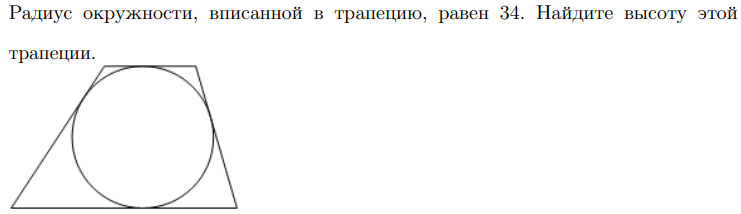 Радиус окружности, вписанной в трапецию, равен 34. Найдите высоту этой
трапеции.